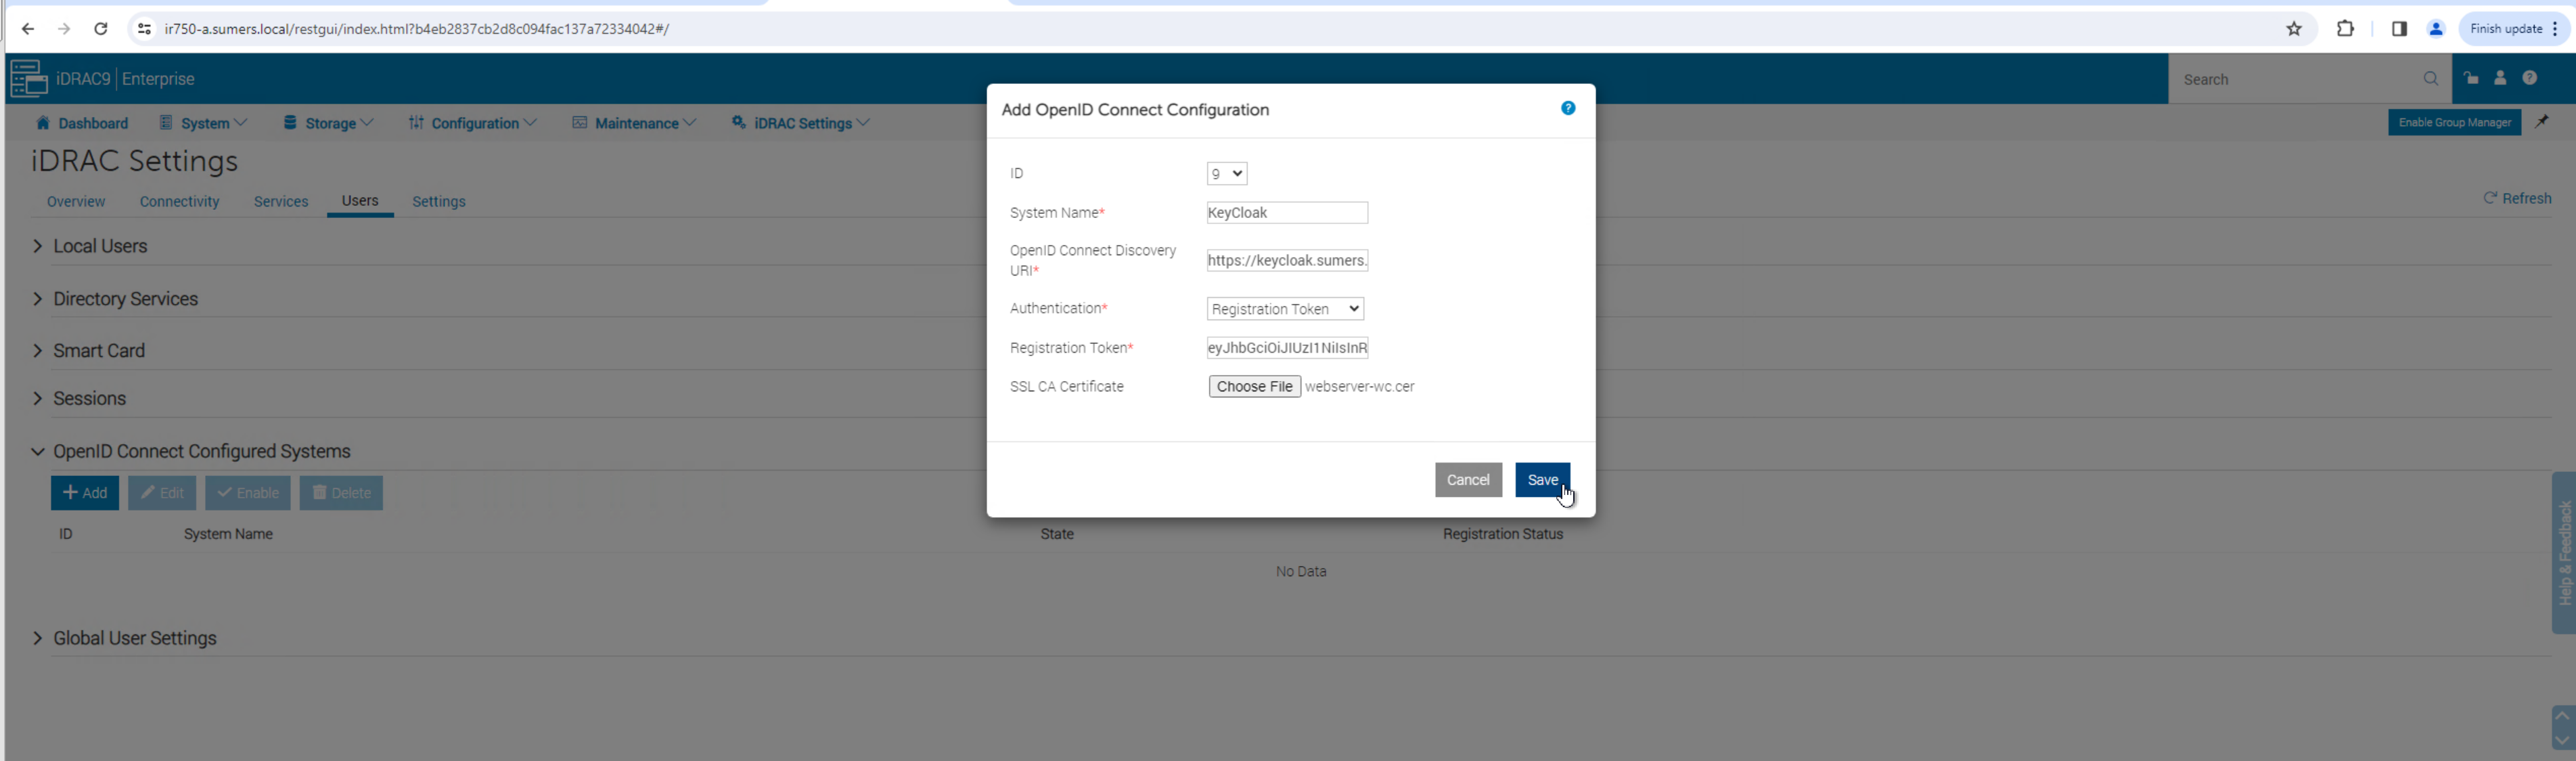 ir750-a.sumers.local/restgui/index.html?b4eb2837cb2d8c094fac137a72334042#/
Finish update
iDRAC9 | Enterprise
Search
Dashboard System Storage Configuration Maintenance iDRAC Settings
Enable Group Manager
iDRAC Settings
Overview Connectivity Services Users Settings
Refresh
Local Users
Directory Services
Smart Card
Sessions
OpenID Connect Configured Systems
Add Edit Enable Delete
ID System Name State Registration Status
No Data
Global User Settings
Add OpenID Connect Configuration
ID 9
System Name* KeyCloak
OpenID Connect Discovery
URI* https://keycloak.sumers.
Authentication* Registration Token
Registration Token* eyJhbGciOiJIUzI1NiIsInR
SSL CA Certificate Choose File webserver-wc.cer
Cancel Save
Help & Feedback